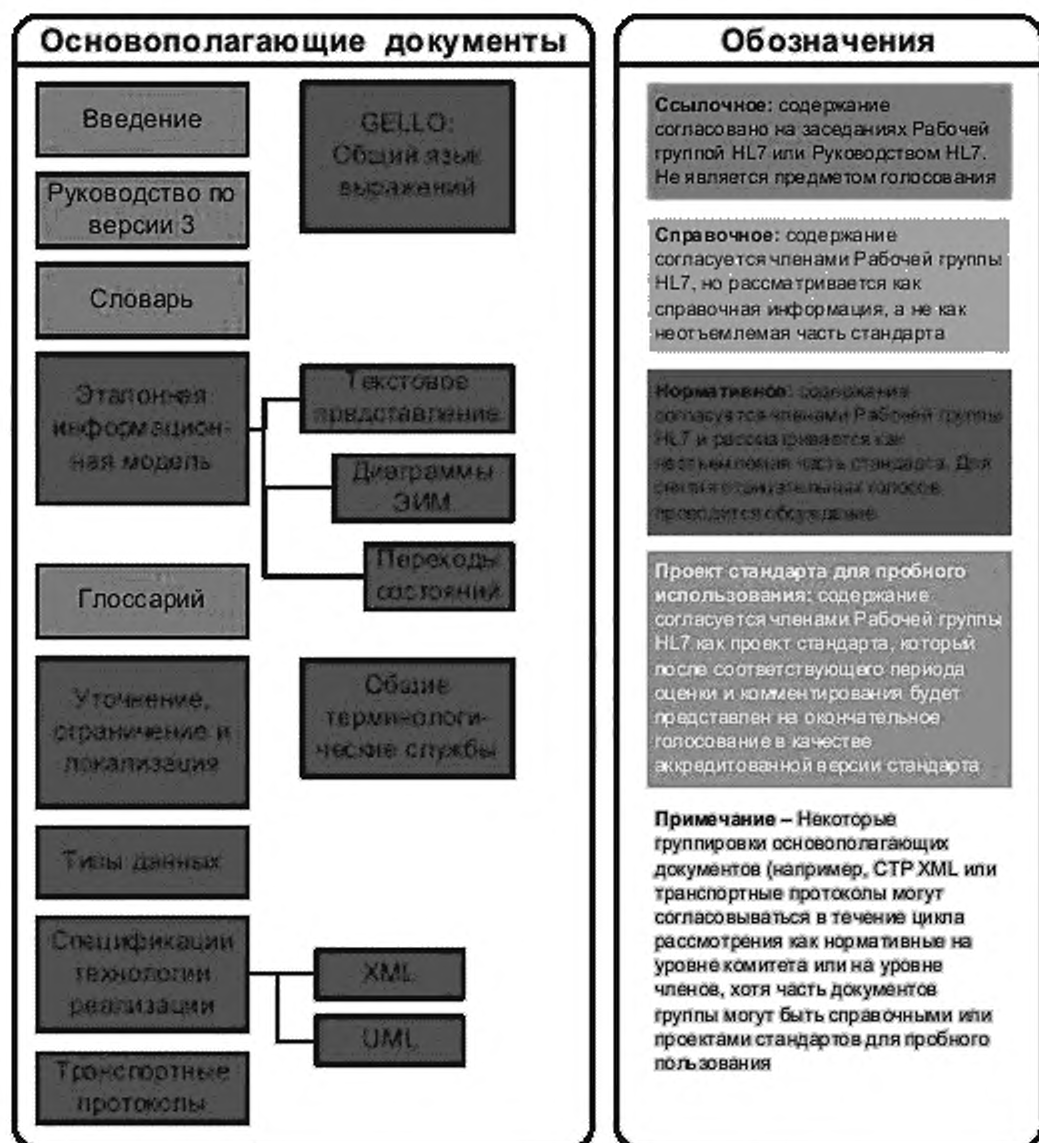 Основополагающие документы
Введение
Руководство по
версии 3
Словарь
Эталонная
информацион-
ная модель
Глоссарий
Уточнение,
ограничение и
локализация
Типы данных
Спецификации
технологии
реализации
Транспортные
протоколы
GELLO:
Общий язык
выражений
Текстовое
представление
Диаграммы
ЭИМ
Переходы
состояний
Общие
терминологи-
ческие службы
XML
UML
Обозначения
Ссылочное: содержание
согласовано на заседаниях Рабочей
группой HL7 или Руководством HL7.
Не является предметом голосования
Справочное: содержание
согласуется членами Рабочей группы
HL7, но рассматривается как
справочная информация, а не как
неотъемлемая часть стандарта
Нормативное: содержание
согласуется членами Рабочей группы
HL7 и рассматривается как
неотъемлемая часть стандарта. Для
снятия отрицательных голосов
проводится обсуждение
Проект стандарта для пробного
использования: содержание
согласуется членами Рабочей группы
HL7 как проект стандарта, который
после соответствующего периода
оценки и комментирования будет
представлен на окончательное
голосование в качестве
аккредитованной версии стандарта
Примечание – Некоторые
группировки основополагающих
документов (например, СТР XML или
транспортные протоколы могут
согласовываться в течение цикла
рассмотрения как нормативные на
уровне комитета или на уровне
членов, хотя часть документов
группы могут быть справочными или
проектами стандартов для пробного
пользования